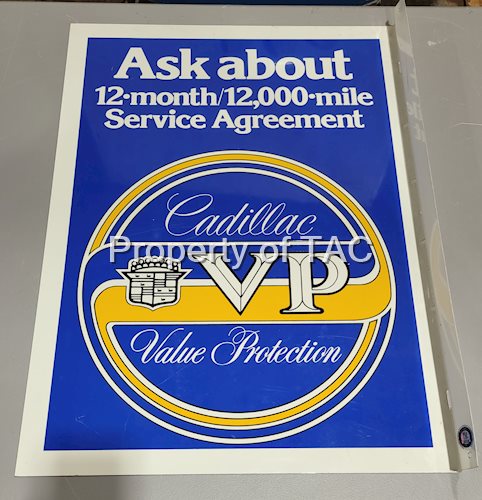 Ask about
12·month/12,000·mile
Service Agreement
Cadillac
Property of TAC
VP
Value Protection